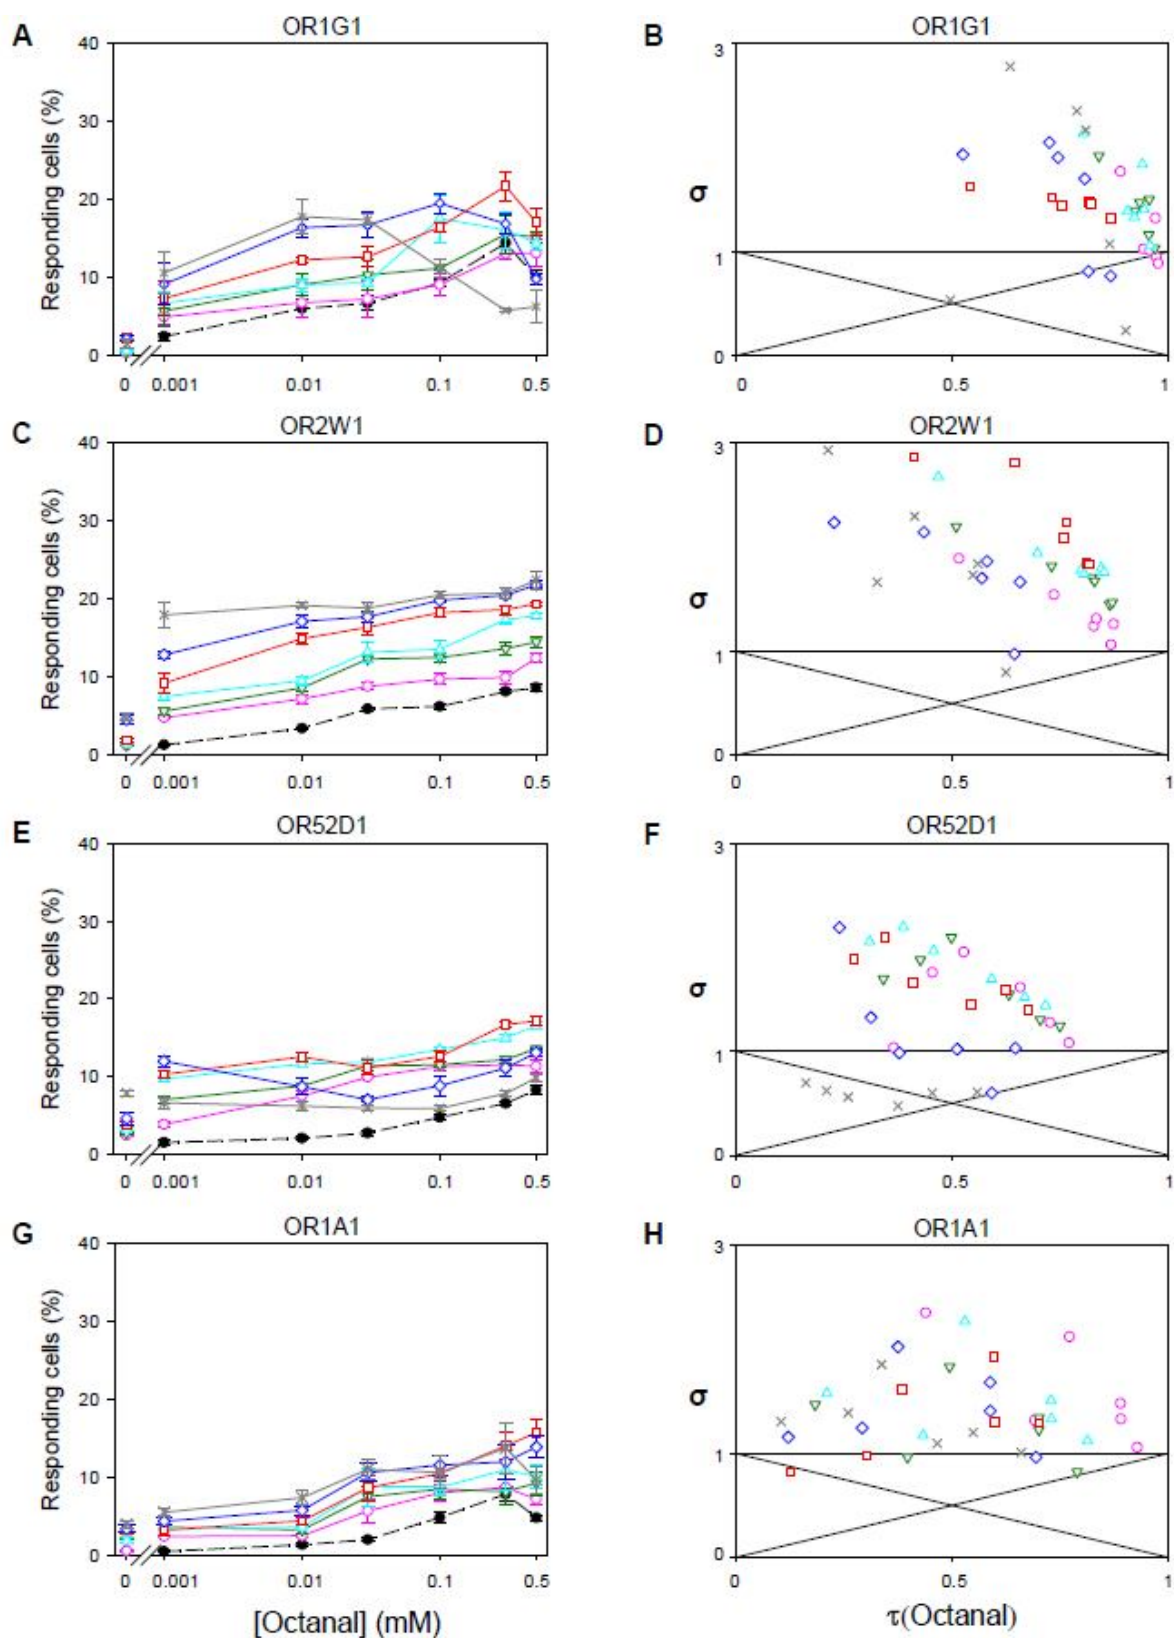 A OR1G1
Responding cells (%)
40
30
20
10
0
0 0.001 0.01 0.1 0.5
B OR1G1
3
σ
1
0
0 0.5 1
C OR2W1
Responding cells (%)
40
30
20
10
0
0 0.001 0.01 0.1 0.5
D OR2W1
3
σ
1
0
0 0.5 1
E OR52D1
Responding cells (%)
40
30
20
10
0
0 0.001 0.01 0.1 0.5
F OR52D1
3
σ
1
0
0 0.5 1
G OR1A1
Responding cells (%)
40
30
20
10
0
0 0.001 0.01 0.1 0.5
[Octanal] (mM)
H OR1A1
3
σ
1
0
0 0.5 1
τ(Octanal)